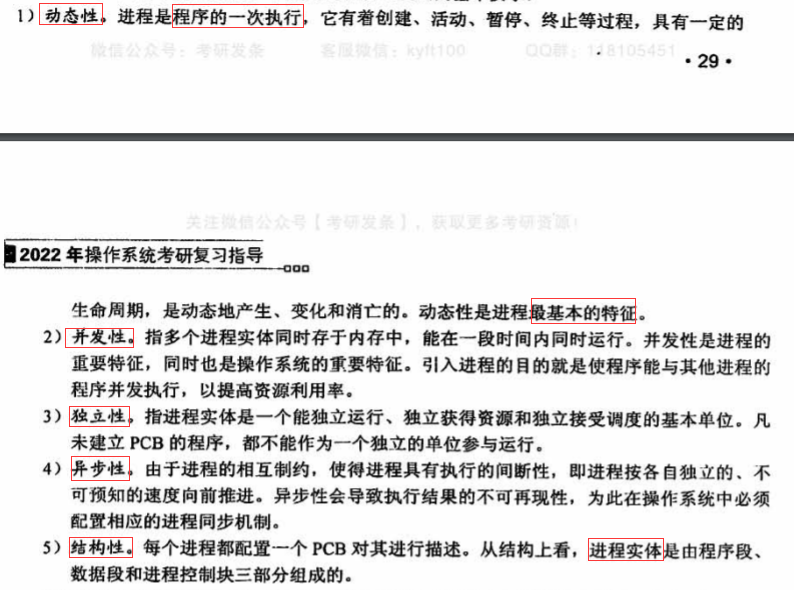 1) 动态性。进程是程序的一次执行，它有着创建、活动、暂停、终止等过程，具有一定的
微信公众号：考研发条 客服微信：kyft100 QQ群：118105451
·29·
关注微信公众号【考研发条】，获取更多考研资源！
2022年操作系统考研复习指导
生命周期，是动态地产生、变化和消亡的。动态性是进程最基本的特征。
2) 并发性。指多个进程实体同时存于内存中，能在一段时间内同时运行。并发性是进程的
重要特征，同时也是操作系统的重要特征。引入进程的目的就是使程序能与其他进程的
程序并发执行，以提高资源利用率。
3) 独立性。指进程实体是一个能独立运行、独立获得资源和独立接受调度的基本单位。凡
未建立 PCB 的程序，都不能作为一个独立的单位参与运行。
4) 异步性。由于进程的相互制约，使得进程具有执行的间断性，即进程按各自独立的、不
可预知的速度向前推进。异步性会导致执行结果的不可再现性，为此在操作系统中必须
配置相应的进程同步机制。
5) 结构性。每个进程都配置一个 PCB 对其进行描述。从结构上看，进程实体是由程序段、
数据段和进程控制块三部分组成的。